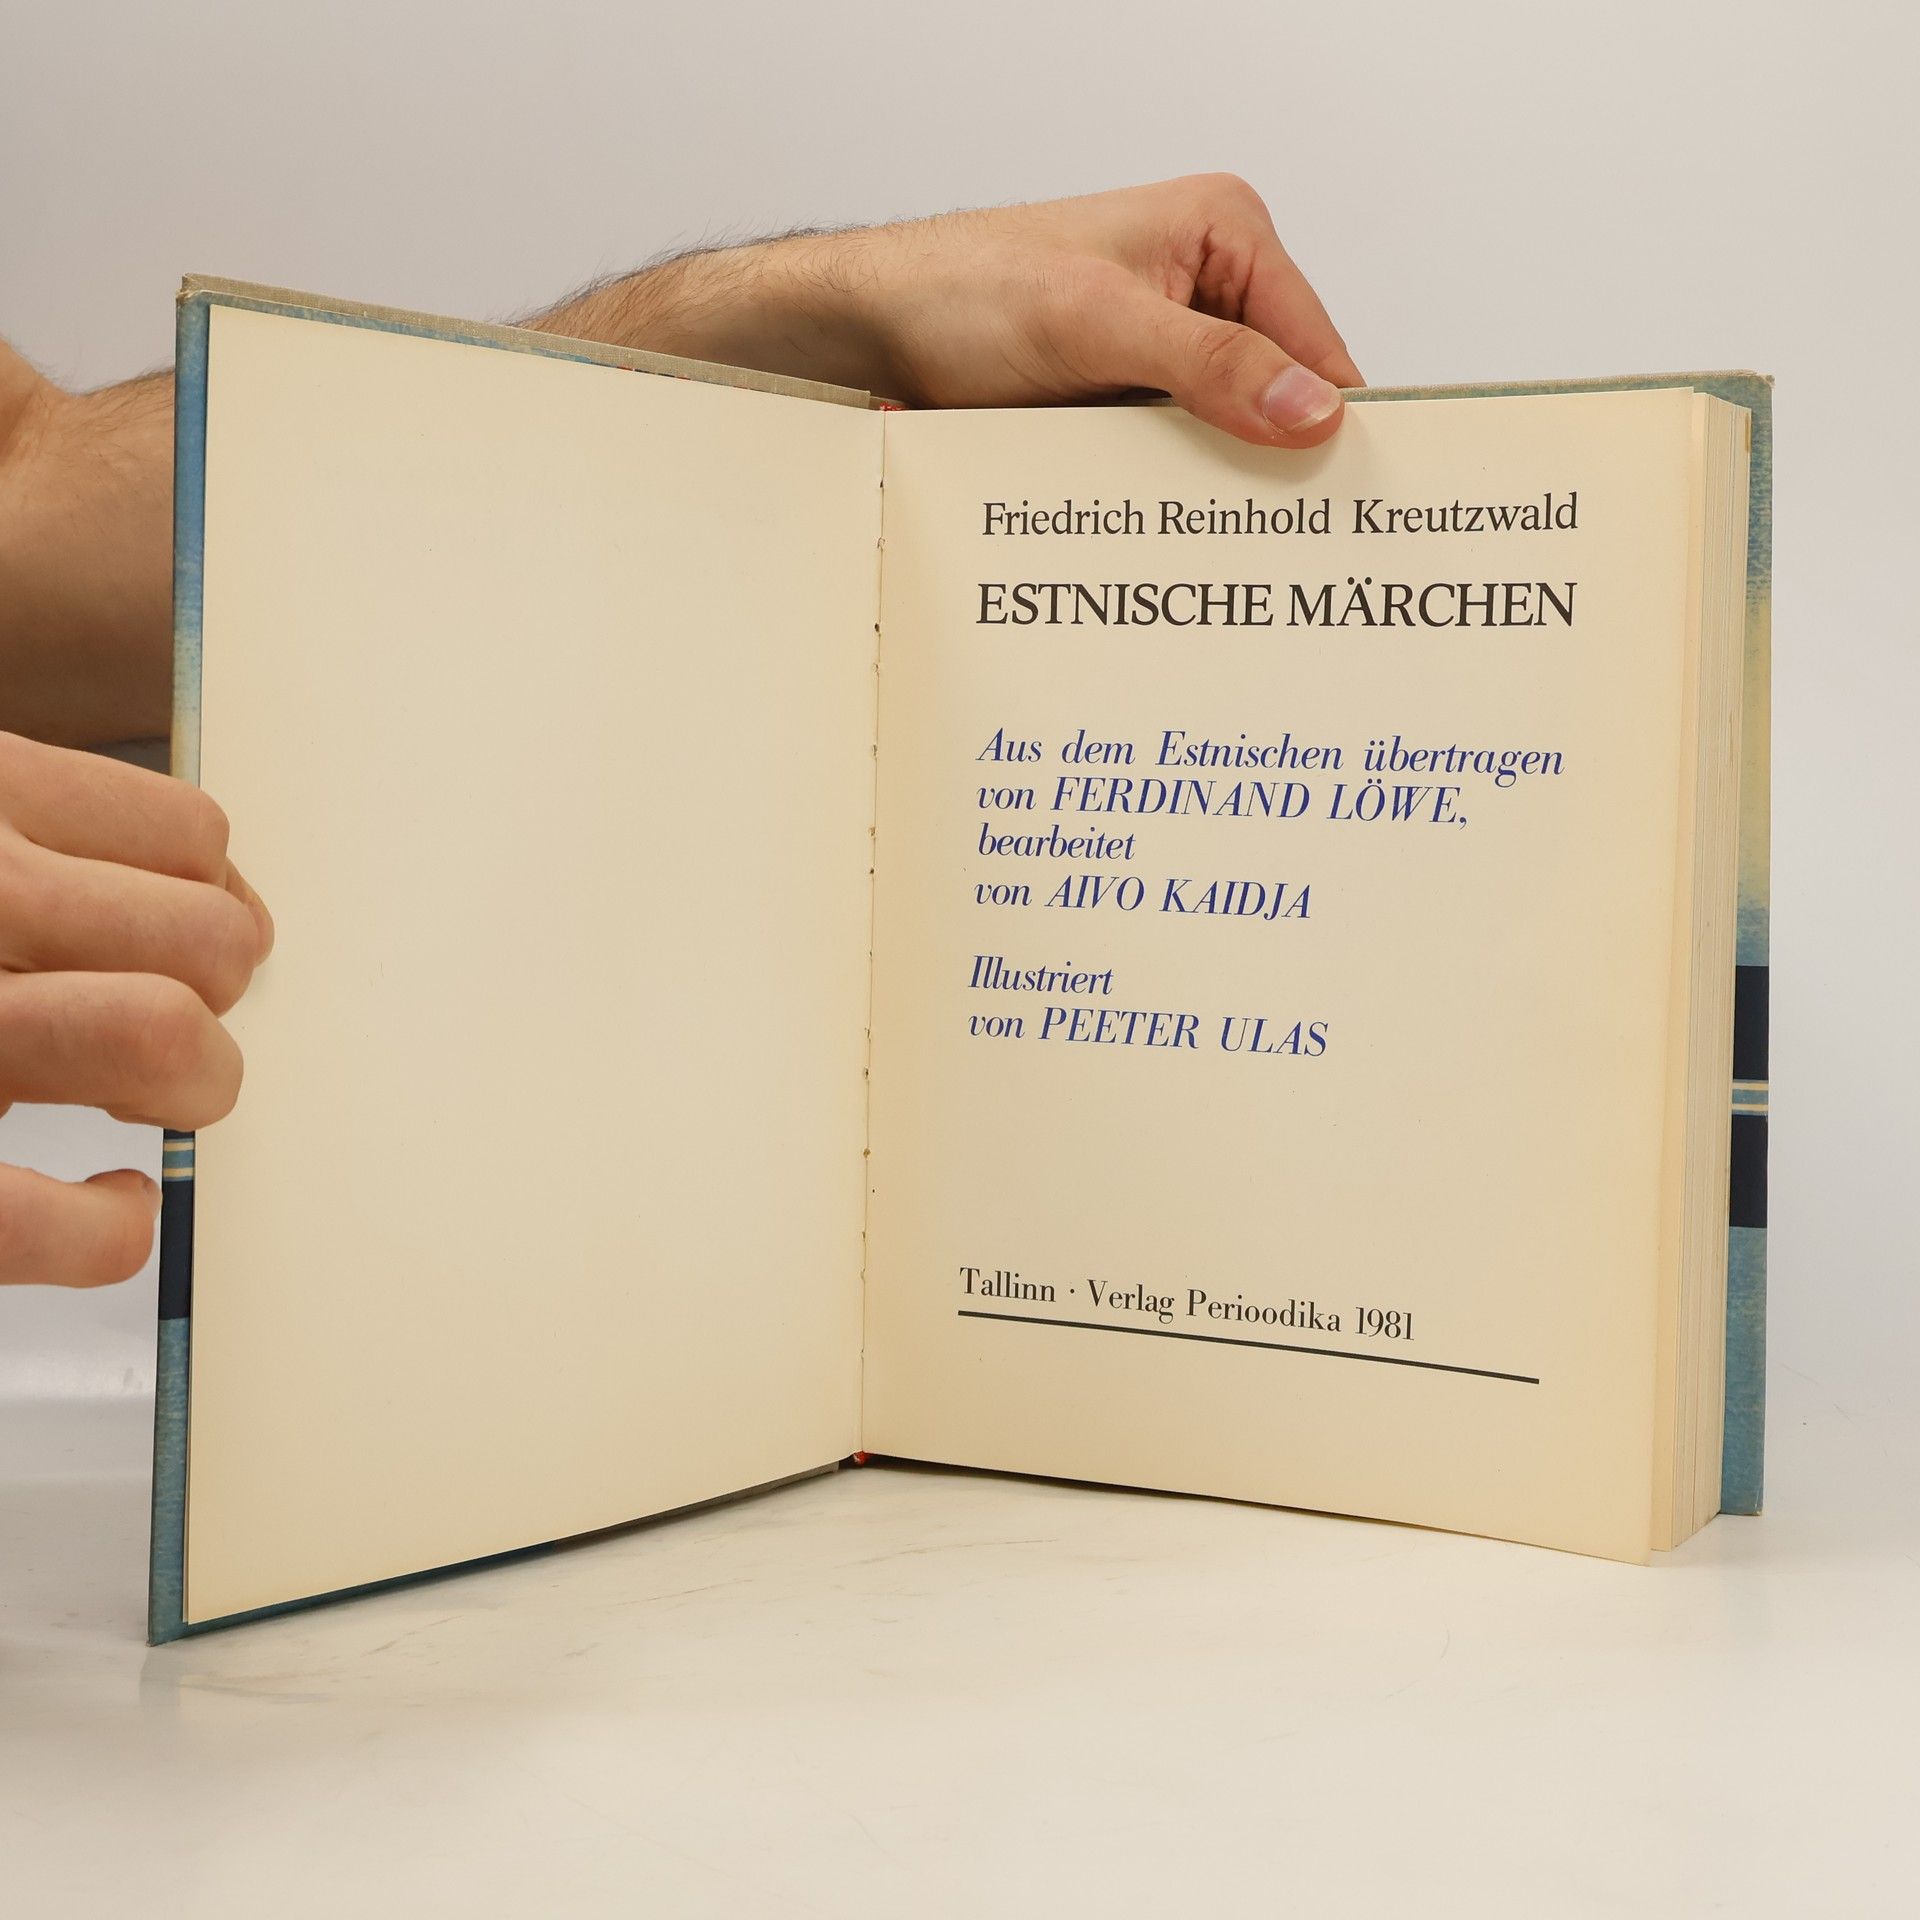 Friedrich Reinhold Kreutzwald
ESTNISCHE MÄRCHEN
Aus dem Estnischen übertragen
von FERDINAND LÖWE,
bearbeitet
von AIVO KAIDJA
Illustriert
von PEETER ULAS
Tallinn · Verlag Perioodika 1981